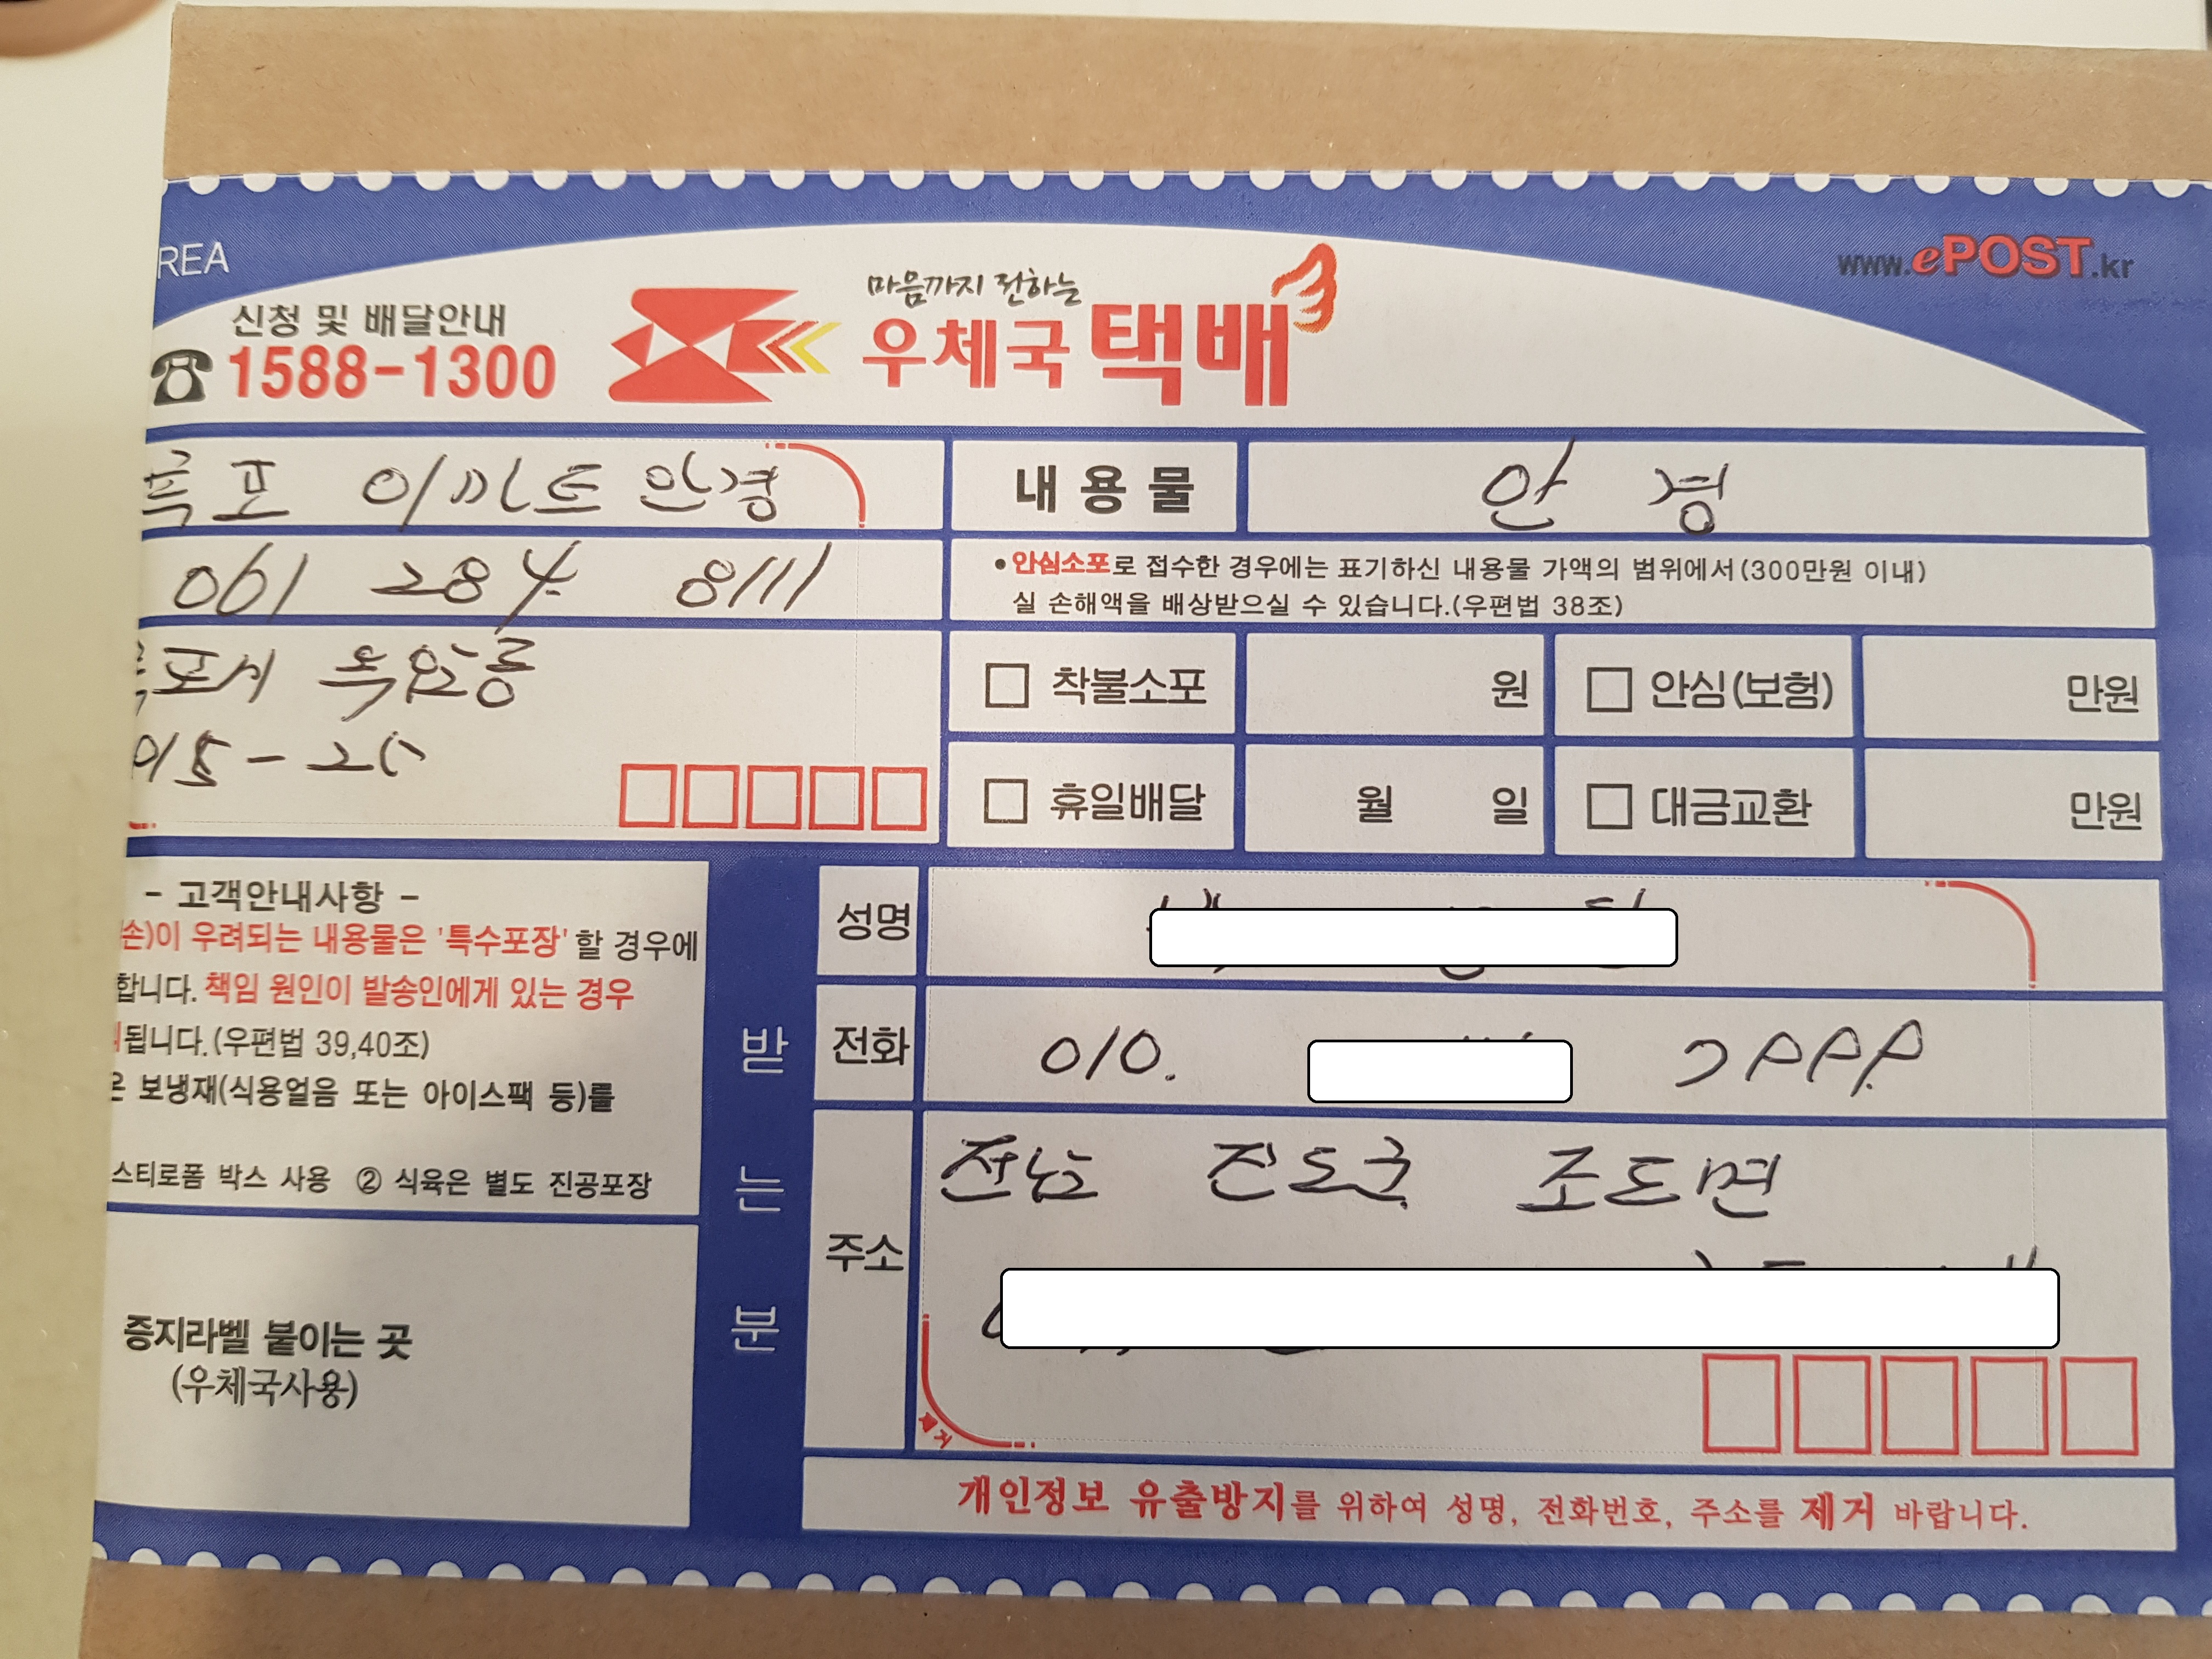 REA
www.ePOST.kr
신청 및 배달안내
1588-1300
마음까지 전하는
우체국 택배
포 이마트 안경
061 284 8111
포시 옥암동
15-25
내용물
안경
• 안심소포로 접수한 경우에는 표기하신 내용물 가액의 범위에서(300만원 이내)
실 손해액을 배상받으실 수 있습니다.(우편법 38조)
착불소포 원 안심(보험) 만원
휴일배달 월 일 대금교환 만원
- 고객안내사항 -
손)이 우려되는 내용물은 '특수포장' 할 경우에
합니다. 책임 원인이 발송인에게 있는 경우
됩니다.(우편법 39,40조)
보냉재(식용얼음 또는 아이스팩 등)를
스티로폼 박스 사용 ② 식육은 별도 진공포장
증지라벨 붙이는 곳
(우체국사용)
받는분
성명
전화 010.
주소 전남 진도군 조도면
제거
개인정보 유출방지를 위하여 성명, 전화번호, 주소를 제거 바랍니다.